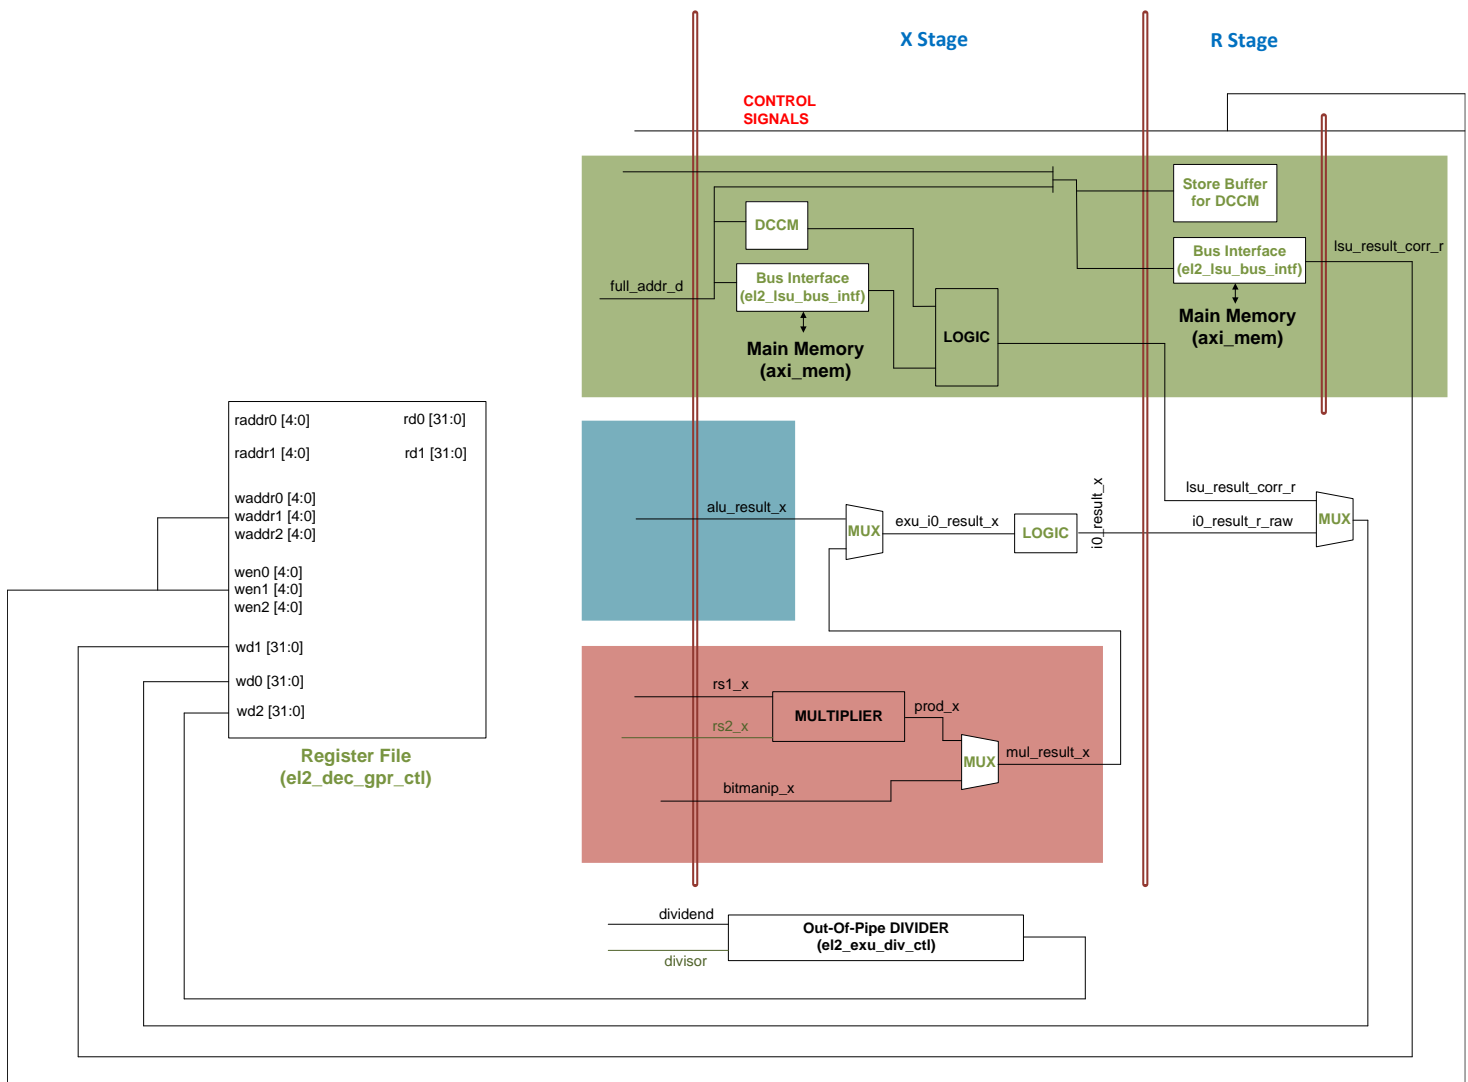 X Stage
R Stage
CONTROL
SIGNALS
Store Buffer
for DCCM
DCCM
Bus Interface
(el2_lsu_bus_intf)
lsu_result_corr_r
full_addr_d
Bus Interface
(el2_lsu_bus_intf)
Main Memory
(axi_mem)
LOGIC
Main Memory
(axi_mem)
raddr0 [4:0]
rd0 [31:0]
raddr1 [4:0]
rd1 [31:0]
waddr0 [4:0]
waddr1 [4:0]
waddr2 [4:0]
wen0 [4:0]
wen1 [4:0]
wen2 [4:0]
wd1 [31:0]
wd0 [31:0]
wd2 [31:0]
Register File
(el2_dec_gpr_ctl)
alu_result_x
MUX
exu_i0_result_x
LOGIC
i0_result_x
lsu_result_corr_r
i0_result_r_raw
MUX
rs1_x
rs2_x
MULTIPLIER
prod_x
MUX
mul_result_x
bitmanip_x
dividend
divisor
Out-Of-Pipe DIVIDER
(el2_exu_div_ctl)